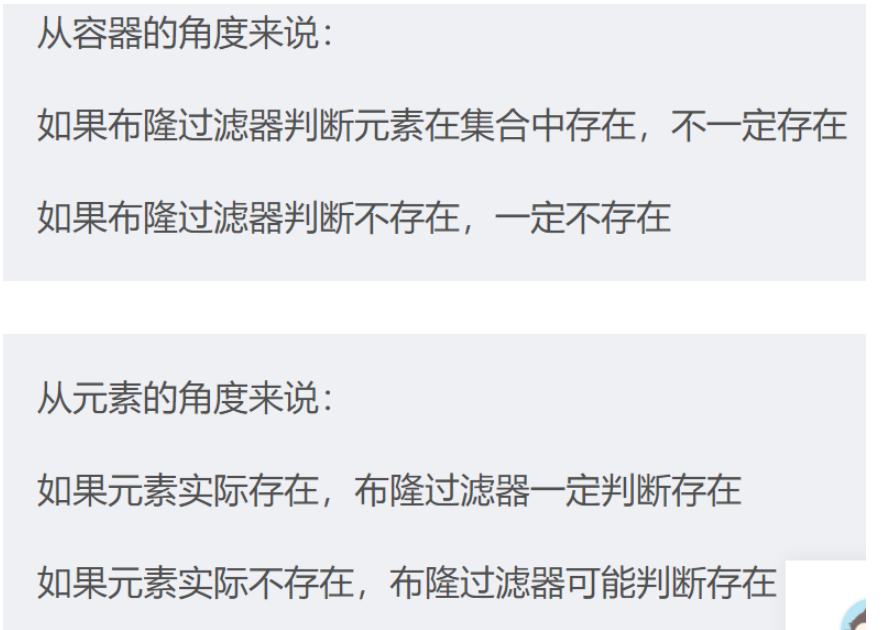 从容器的角度来说：
如果布隆过滤器判断元素在集合中存在，不一定存在
如果布隆过滤器判断不存在，一定不存在
从元素的角度来说：
如果元素实际存在，布隆过滤器一定判断存在
如果元素实际不存在，布隆过滤器可能判断存在